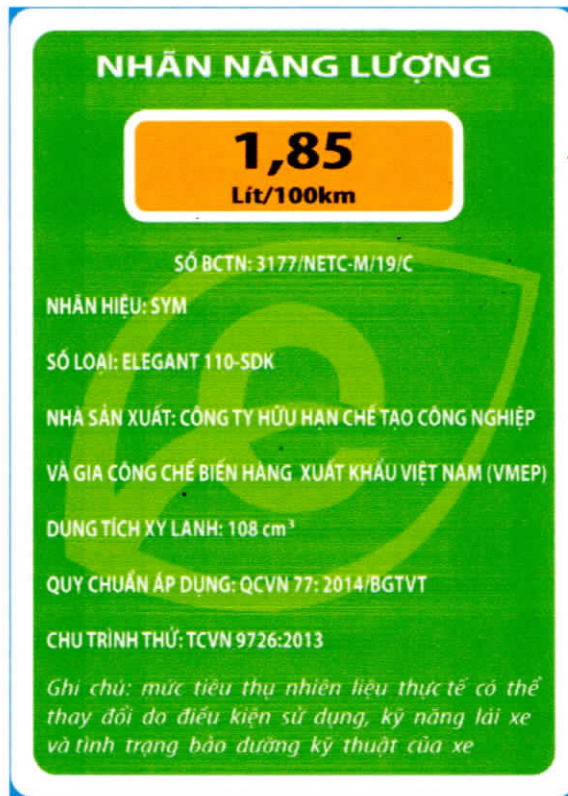 NHÃN NĂNG LƯỢNG
1,85
Lít/100km
SỐ BCTN: 3177/NETC-M/19/C
NHÃN HIỆU: SYM
SỐ LOẠI: ELEGANT 110-SDK
NHÀ SẢN XUẤT: CÔNG TY HỮU HẠN CHẾ TẠO CÔNG NGHIỆP
VÀ GIA CÔNG CHẾ BIẾN HÀNG XUẤT KHẨU VIỆT NAM (VMEP)
DUNG TÍCH XY LANH: 108 cm³
QUY CHUẨN ÁP DỤNG: QCVN 77: 2014/BGTVT
CHU TRÌNH THỬ: TCVN 9726:2013
Ghi chú: mức tiêu thụ nhiên liệu thực tế có thể
thay đổi do điều kiện sử dụng, kỹ năng lái xe
và tình trạng bảo dưỡng kỹ thuật của xe